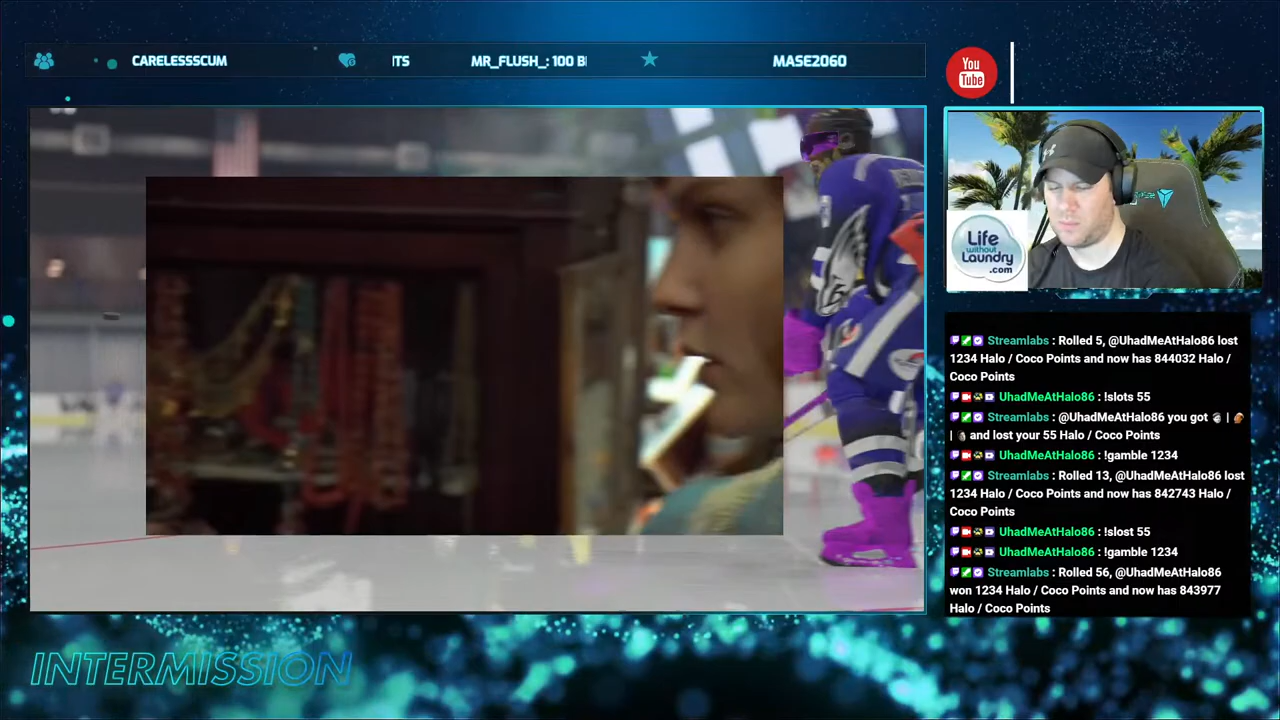 CARELESSSCUM
ITS
MR_FLUSH_: 100 B
MASE2060
You
Tube
Life
without
Laundry
.com
Streamlabs : Rolled 5, @UhadMeAtHalo86 lost
1234 Halo / Coco Points and now has 844032 Halo /
Coco Points
UhadMeAtHalo86 : !slots 55
Streamlabs : @UhadMeAtHalo86 you got | 
| and lost your 55 Halo / Coco Points
UhadMeAtHalo86 : !gamble 1234
Streamlabs : Rolled 13, @UhadMeAtHalo86 lost
1234 Halo / Coco Points and now has 842743 Halo /
Coco Points
UhadMeAtHalo86 : !slost 55
UhadMeAtHalo86 : !gamble 1234
Streamlabs : Rolled 56, @UhadMeAtHalo86
won 1234 Halo / Coco Points and now has 843977
Halo / Coco Points
INTERMISSION